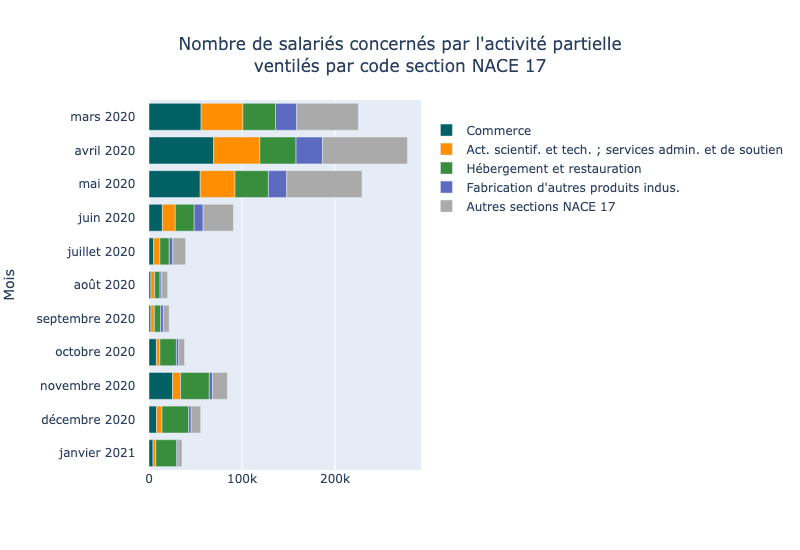 Nombre de salariés concernés par l'activité partielle
ventilés par code section NACE 17
mars 2020
avril 2020
mai 2020
juin 2020
juillet 2020
août 2020
septembre 2020
octobre 2020
novembre 2020
décembre 2020
janvier 2021
Mois
0
100k
200k
Commerce
Act. scientif. et tech. ; services admin. et de soutien
Hébergement et restauration
Fabrication d'autres produits indus.
Autres sections NACE 17